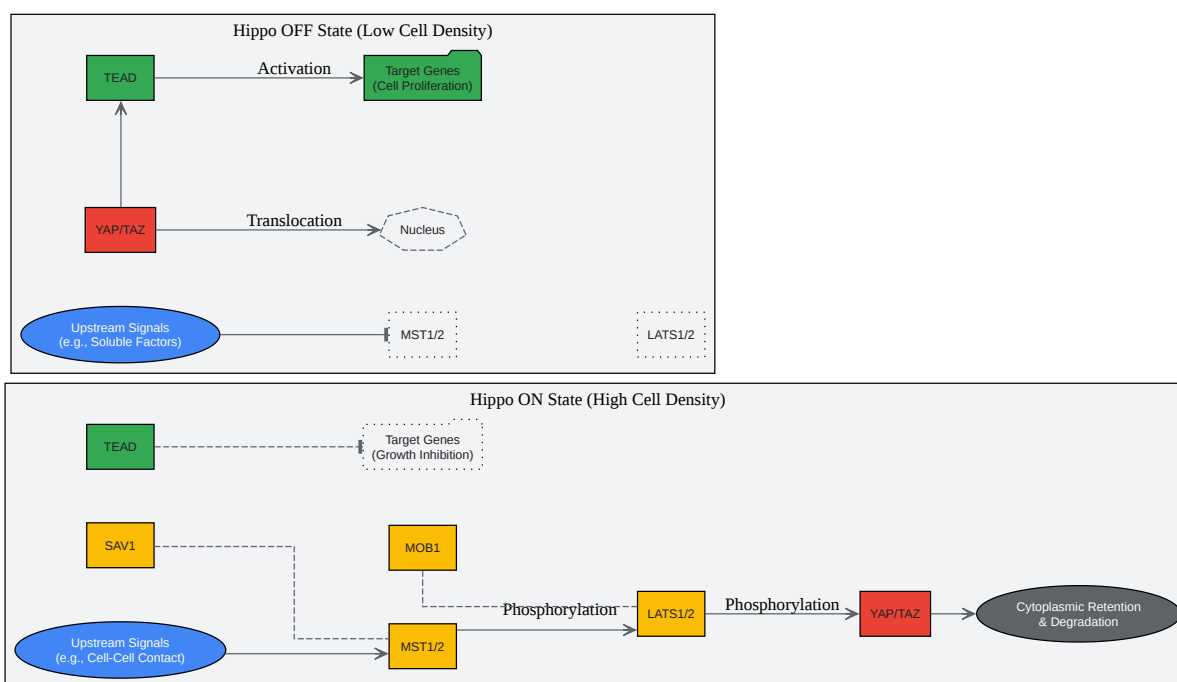 Hippo OFF State (Low Cell Density)
TEAD
Activation
Target Genes
(Cell Proliferation)
YAP/TAZ
Translocation
Nucleus
Upstream Signals
(e.g., Soluble Factors)
MST1/2
LATS1/2
Hippo ON State (High Cell Density)
TEAD
Target Genes
(Growth Inhibition)
SAV1
MOB1
Phosphorylation
LATS1/2
Phosphorylation
YAP/TAZ
Cytoplasmic Retention
& Degradation
Upstream Signals
(e.g., Cell-Cell Contact)
MST1/2